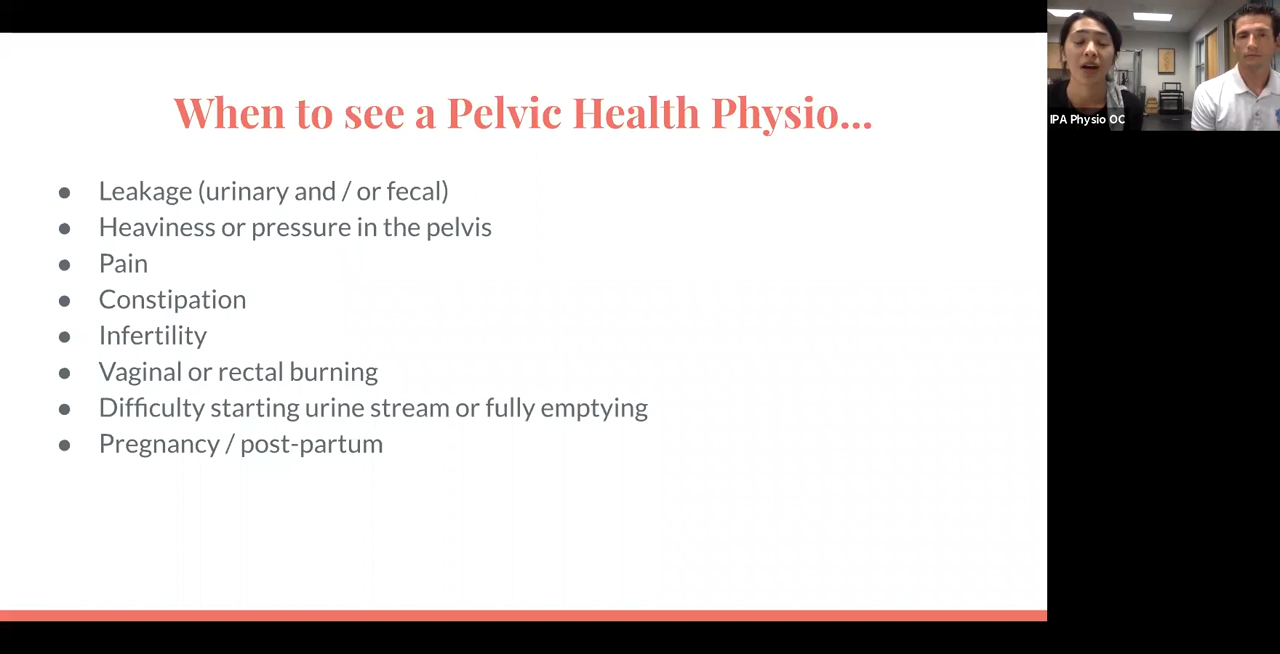 When to see a Pelvic Health Physio...
● Leakage (urinary and / or fecal)
● Heaviness or pressure in the pelvis
● Pain
● Constipation
● Infertility
● Vaginal or rectal burning
● Difficulty starting urine stream or fully emptying
● Pregnancy / post-partum
IPA Physio OC